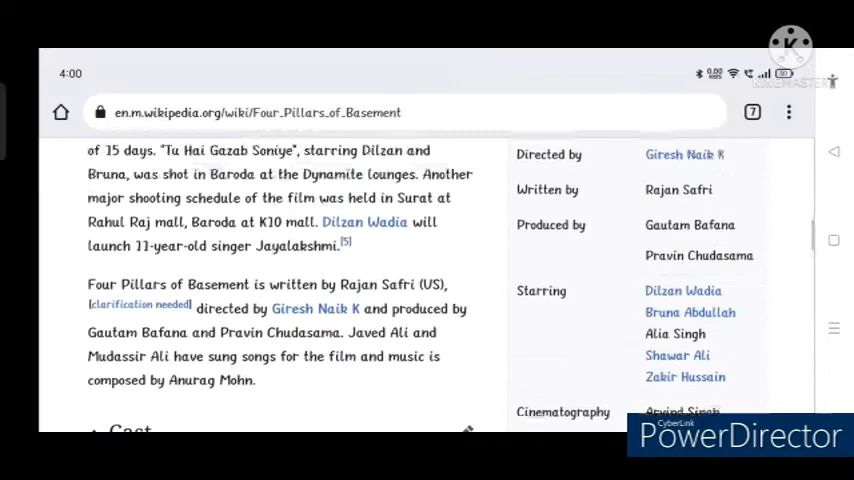 4:00
0.00 KB/S
50
KINEMASTER
en.m.wikipedia.org/wiki/Four_Pillars_of_Basement
7
of 15 days. "Tu Hai Gazab Soniye", starring Dilzan and
Bruna, was shot in Baroda at the Dynamite lounges. Another
major shooting schedule of the film was held in Surat at
Rahul Raj mall, Baroda at K10 mall. Dilzan Wadia will
launch 11-year-old singer Jayalakshmi.[5]
Four Pillars of Basement is written by Rajan Safri (US),
[clarification needed] directed by Giresh Naik K and produced by
Gautam Bafana and Pravin Chudasama. Javed Ali and
Mudassir Ali have sung songs for the film and music is
composed by Anurag Mohn.
Cast
Directed by Giresh Naik K
Written by Rajan Safri
Produced by Gautam Bafana
Pravin Chudasama
Starring Dilzan Wadia
Bruna Abdullah
Alia Singh
Shawar Ali
Zakir Hussain
Cinematography Arvind Singh
CyberLink
PowerDirector